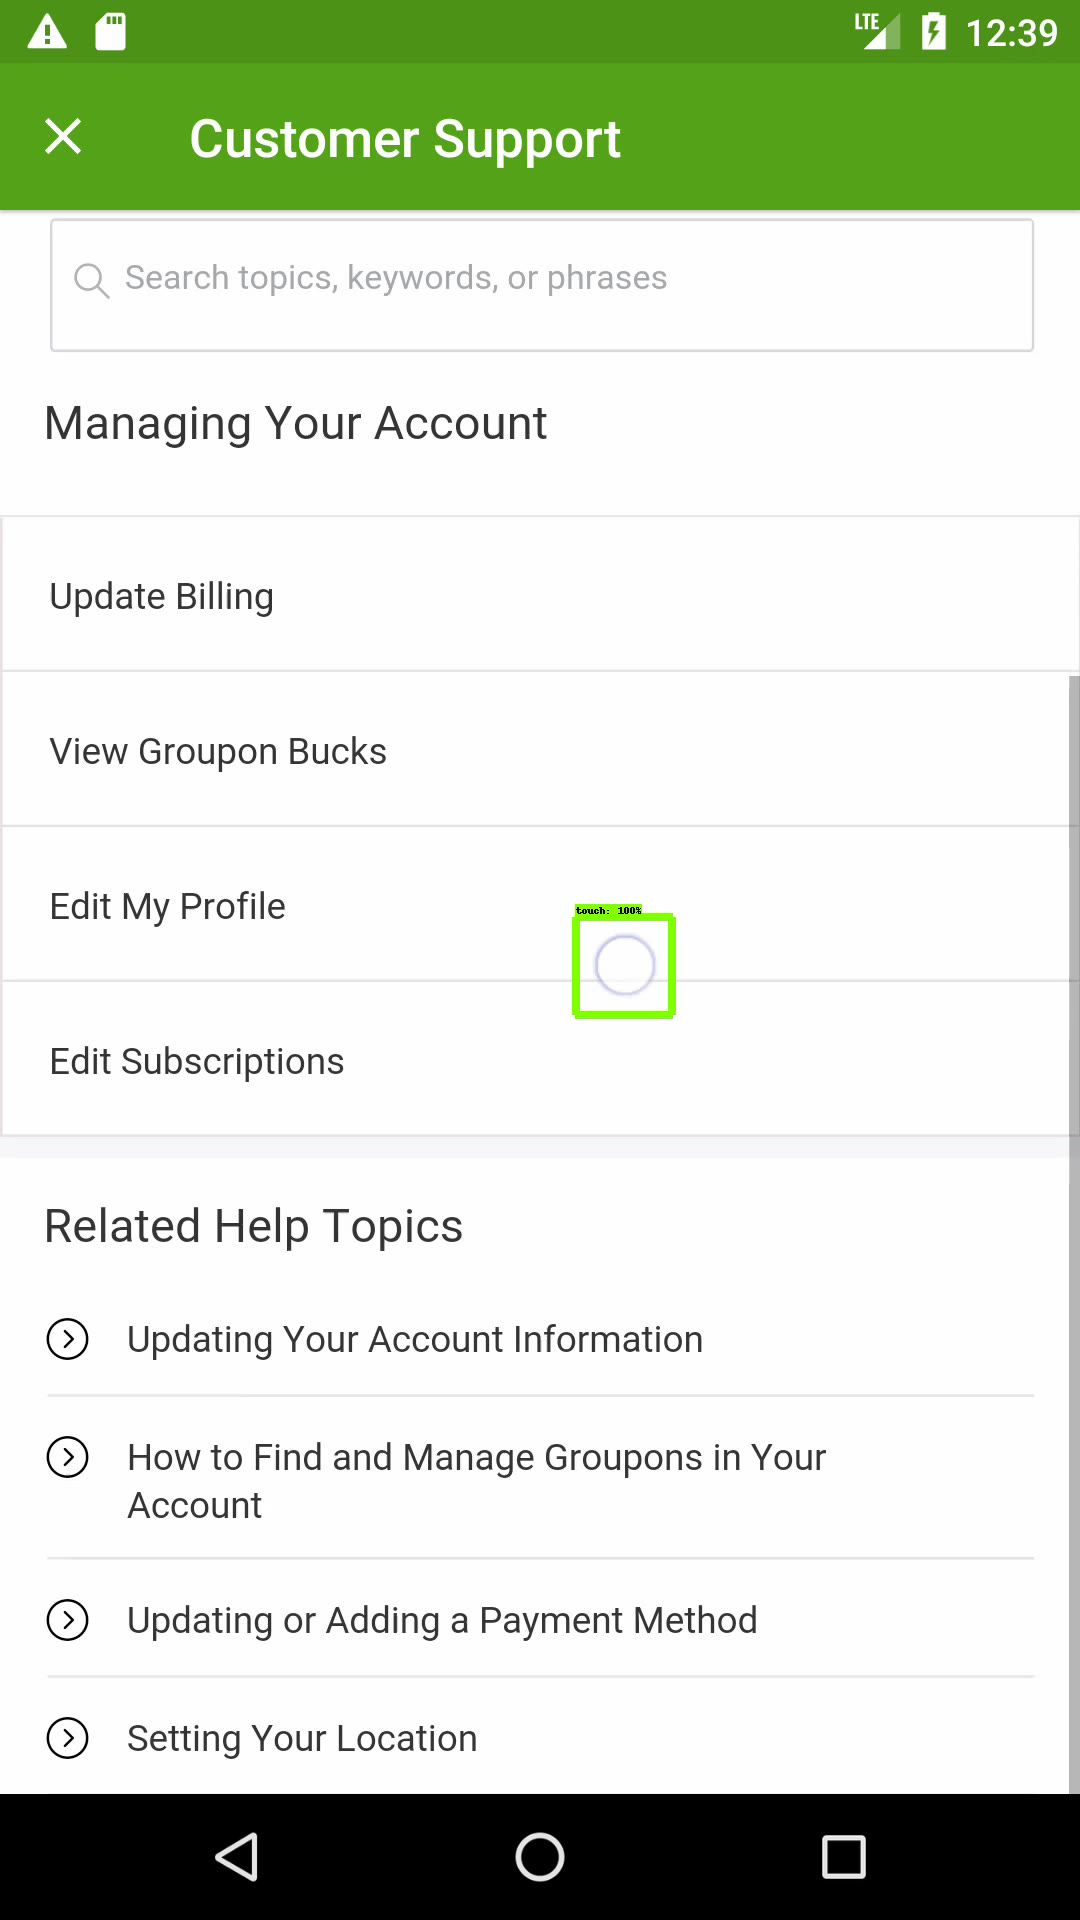 LTE 12:39
Customer Support
Search topics, keywords, or phrases
Managing Your Account
Update Billing
View Groupon Bucks
Edit My Profile
touch: 100%
Edit Subscriptions
Related Help Topics
Updating Your Account Information
How to Find and Manage Groupons in Your
Account
Updating or Adding a Payment Method
Setting Your Location